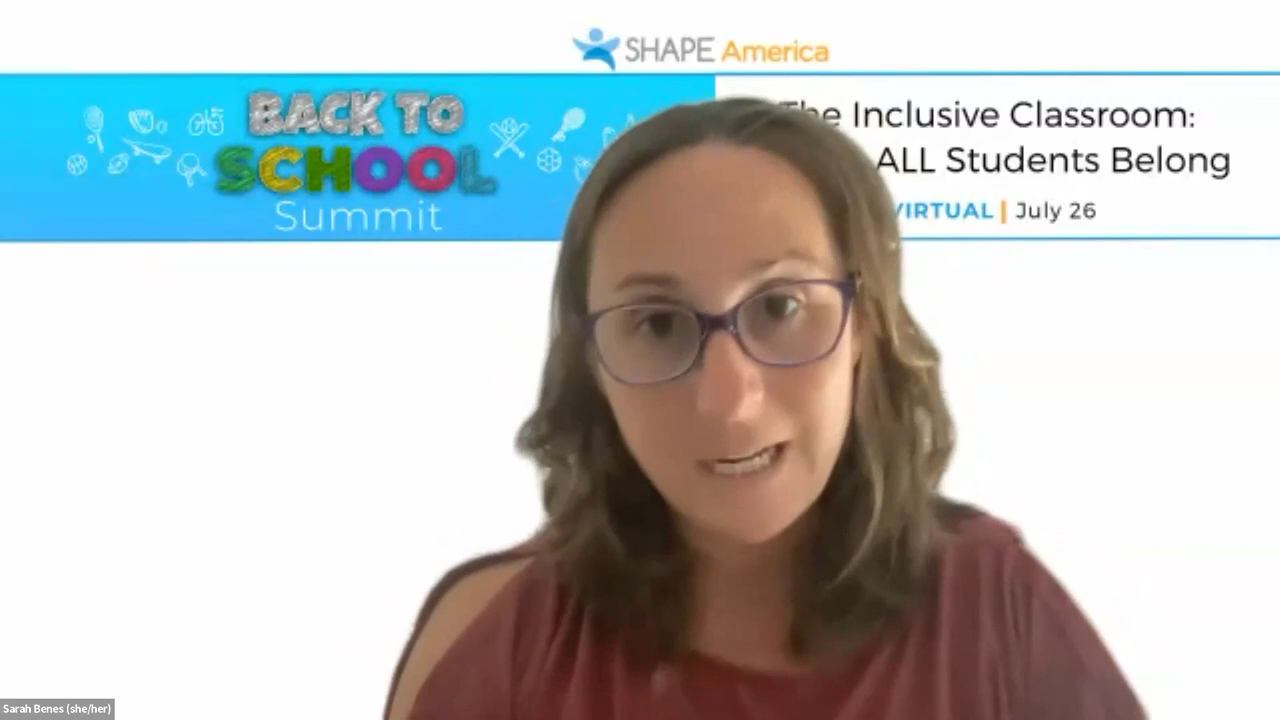 SHAPE America
BACK TO
SCHOOL
Summit
The Inclusive Classroom:
ALL Students Belong
VIRTUAL | July 26
Sarah Benes (she/her)